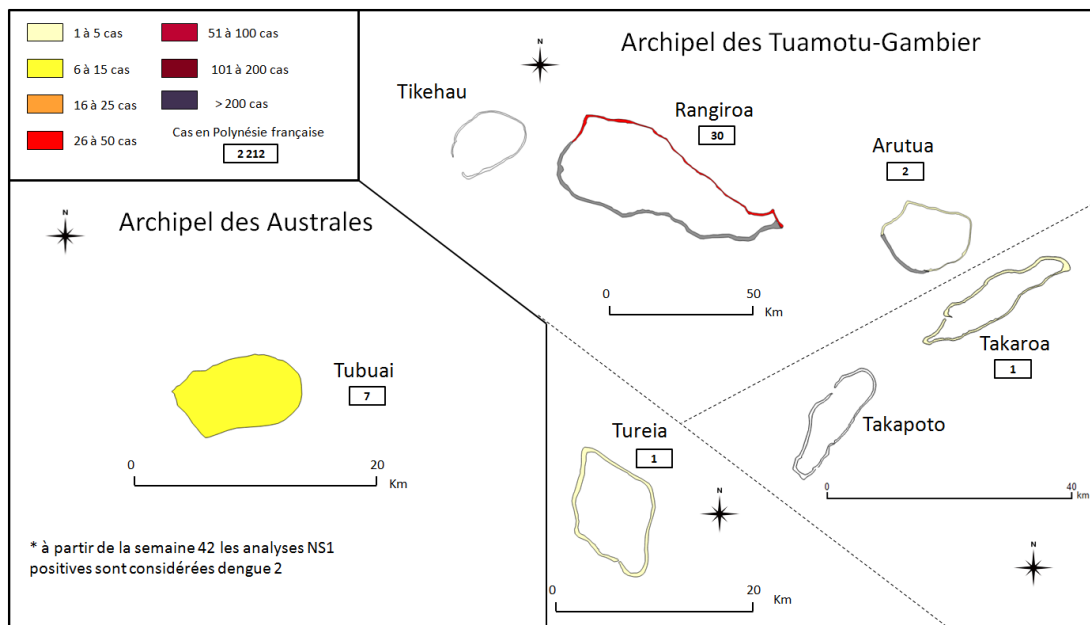 1 à 5 cas
6 à 15 cas
16 à 25 cas
26 à 50 cas
51 à 100 cas
101 à 200 cas
> 200 cas
Cas en Polynésie française
2 212
Archipel des Tuamotu-Gambier
N
Tikehau
Rangiroa
30
Arutua
2
0
50
Km
Takaroa
1
Takapoto
0
40
km
N
Archipel des Australes
N
Tubuai
7
0
20
Km
Tureia
1
N
0
20
Km
* à partir de la semaine 42 les analyses NS1
positives sont considérées dengue 2